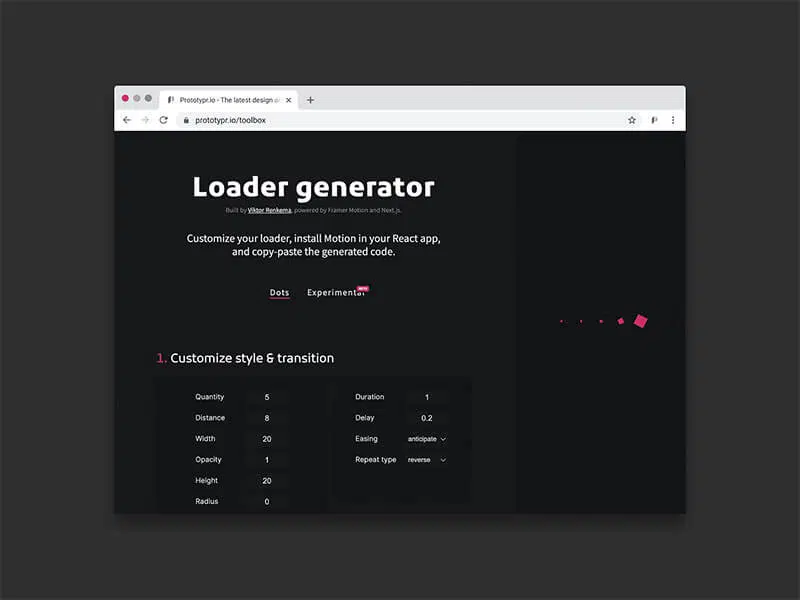 Prototypr.io - The latest design o
prototypr.io/toolbox
Loader generator
Built by Viktor Renkema, powered by Framer Motion and Next.js.
Customize your loader, install Motion in your React app,
and copy-paste the generated code.
Dots
Experimental
1. Customize style & transition
Quantity 5
Distance 8
Width 20
Opacity 1
Height 20
Radius 0
Duration 1
Delay 0.2
Easing anticipate
Repeat type reverse